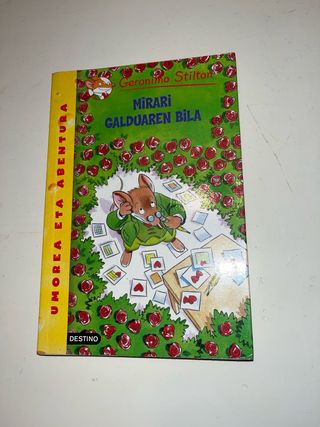 Geronimo Stilton
MiRARi
GALDUAREN BiLA
UMOREA ETA ABENTURA
DESTINO